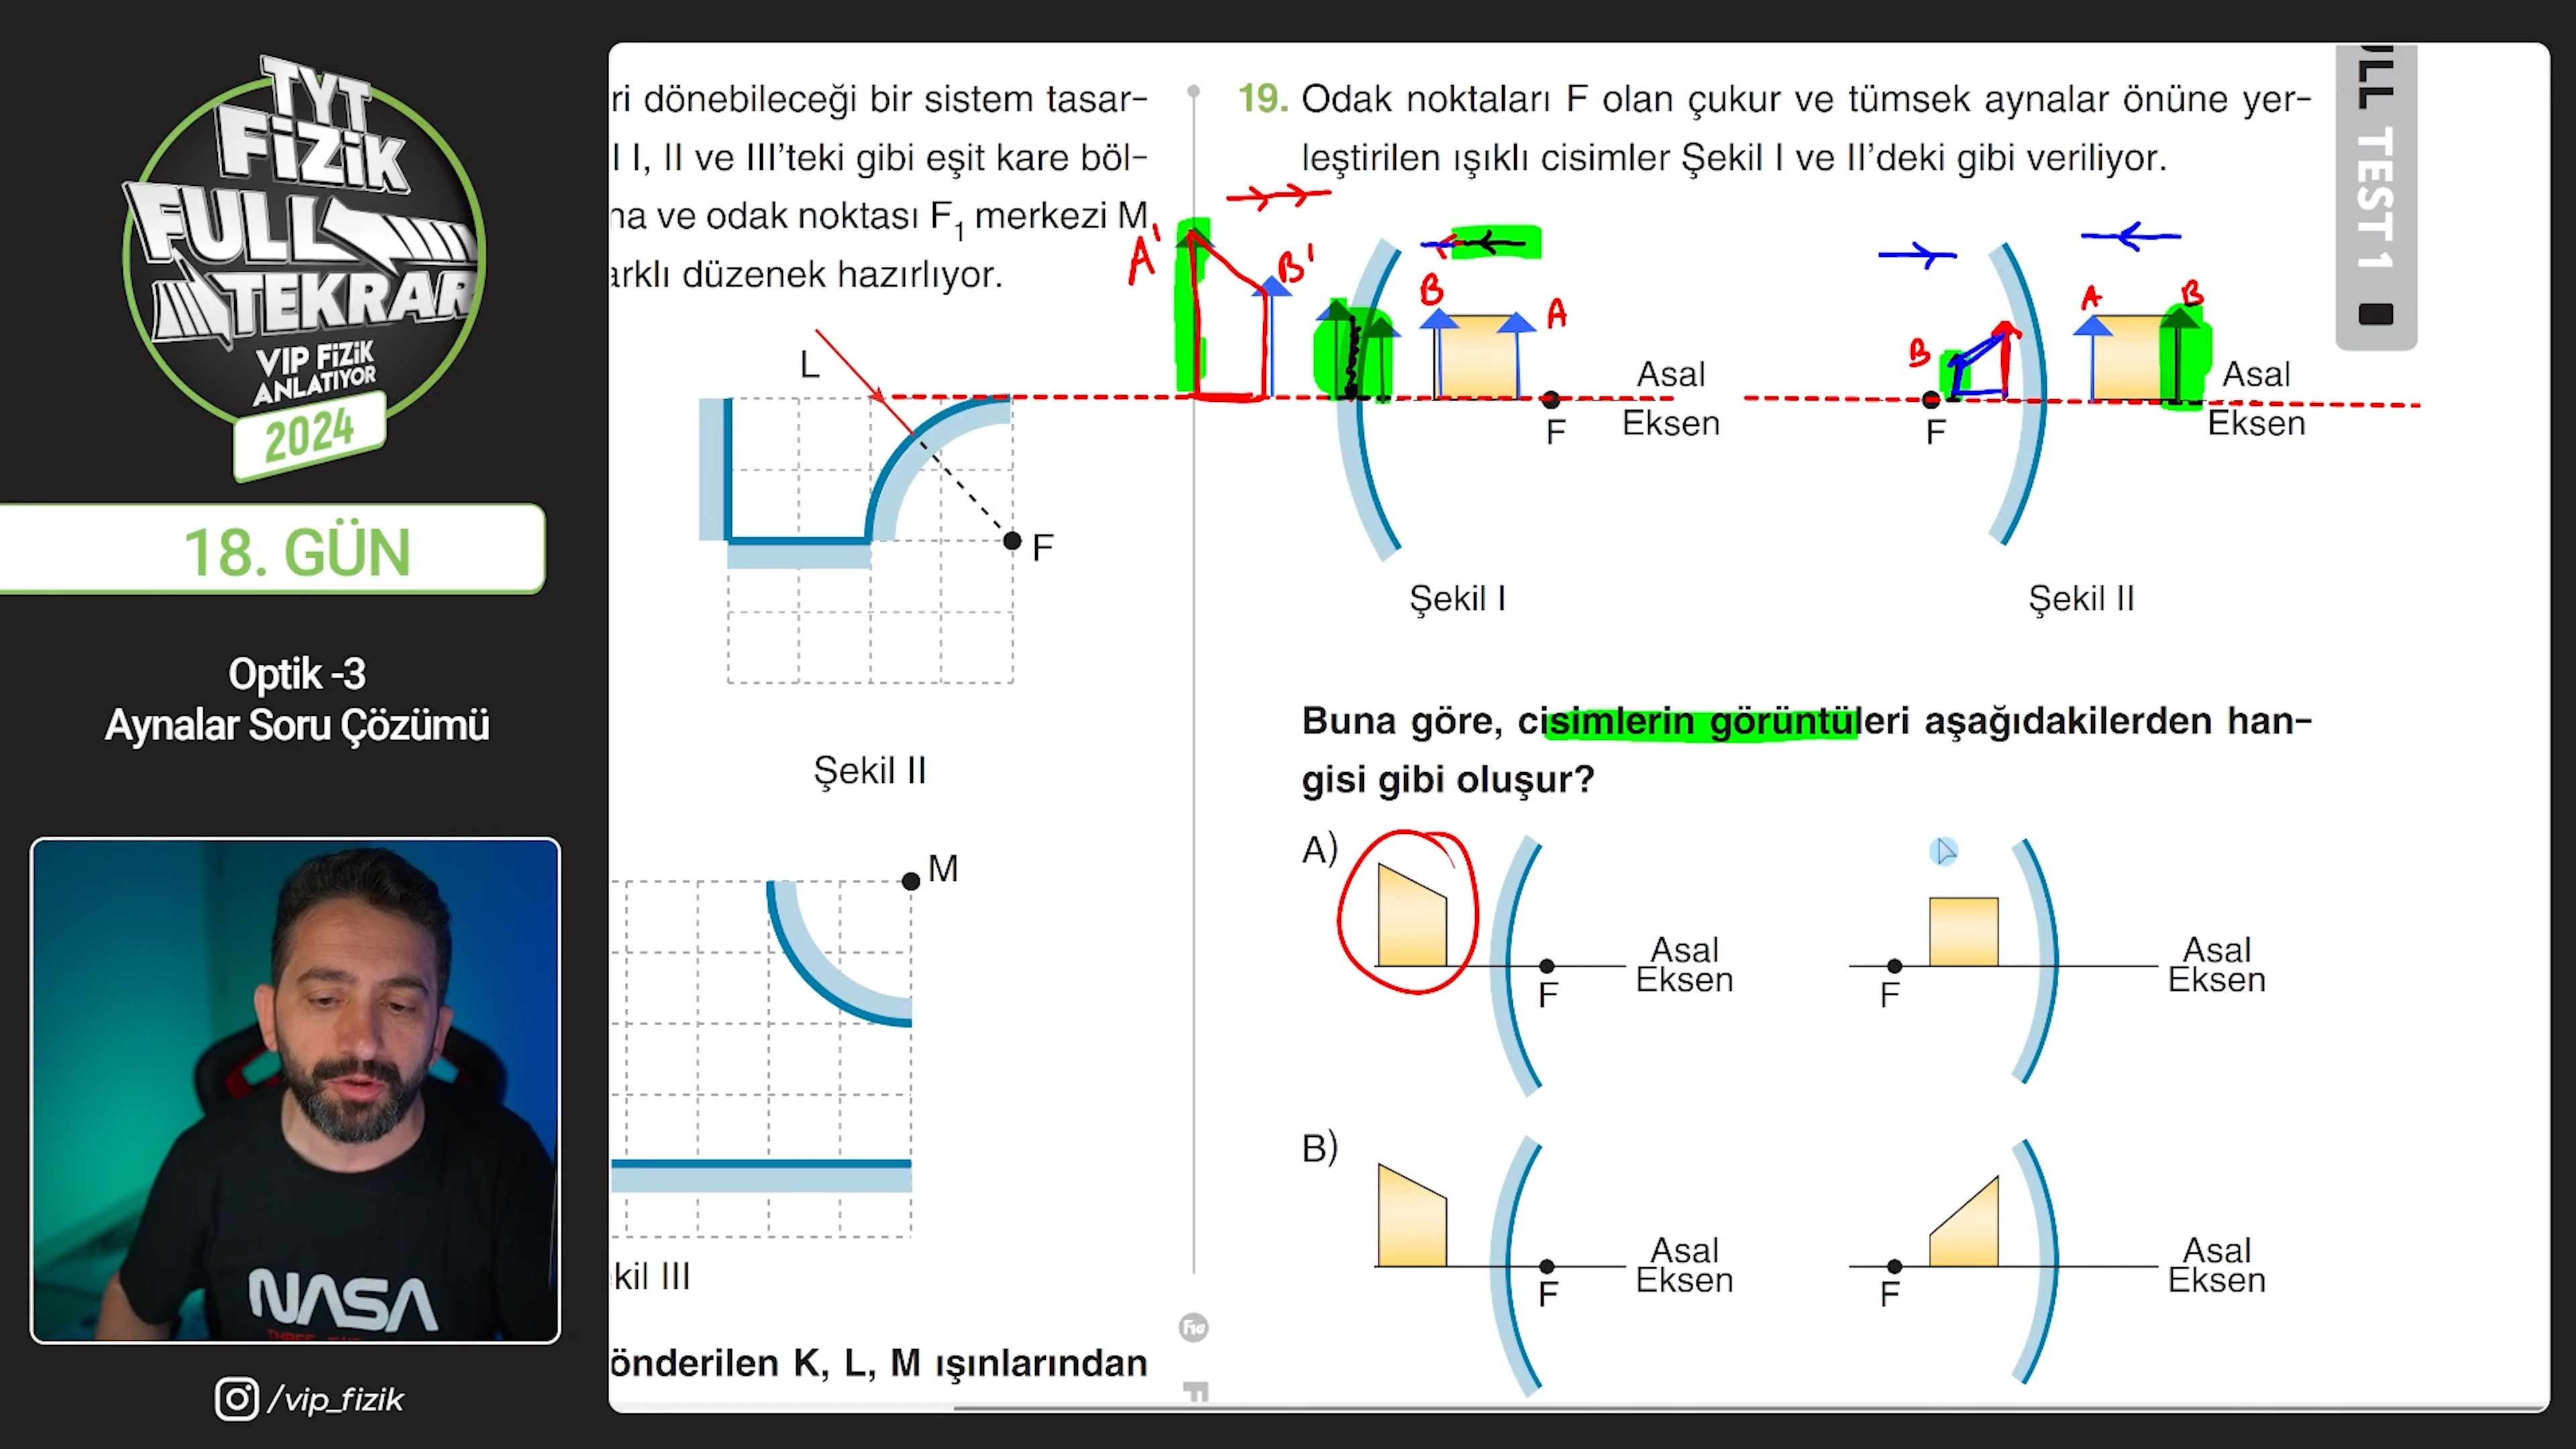 TYT
FİZİK
FULL
TEKRAR
VIP FİZİK
ANLATIYOR
2024
18. GÜN
Optik -3
Aynalar Soru Çözümü
NASA
/vip_fizik
ri dönebileceği bir sistem tasar-
l I, II ve III'teki gibi eşit kare böl-
na ve odak noktası F1 merkezi M
arklı düzenek hazırlıyor.
L
F
Şekil II
M
kil III
önderilen K, L, M ışınlarından
19. Odak noktaları F olan çukur ve tümsek aynalar önüne yer-
leştirilen ışıklı cisimler Şekil I ve II'deki gibi veriliyor.
A' B' B A
Asal
Eksen
F
Şekil I
B A B
Asal
Eksen
F
Şekil II
Buna göre, cisimlerin görüntüleri aşağıdakilerden han-
gisi gibi oluşur?
A)
F
Asal
Eksen
F
Asal
Eksen
B)
F
Asal
Eksen
F
Asal
Eksen
ULL TEST 1